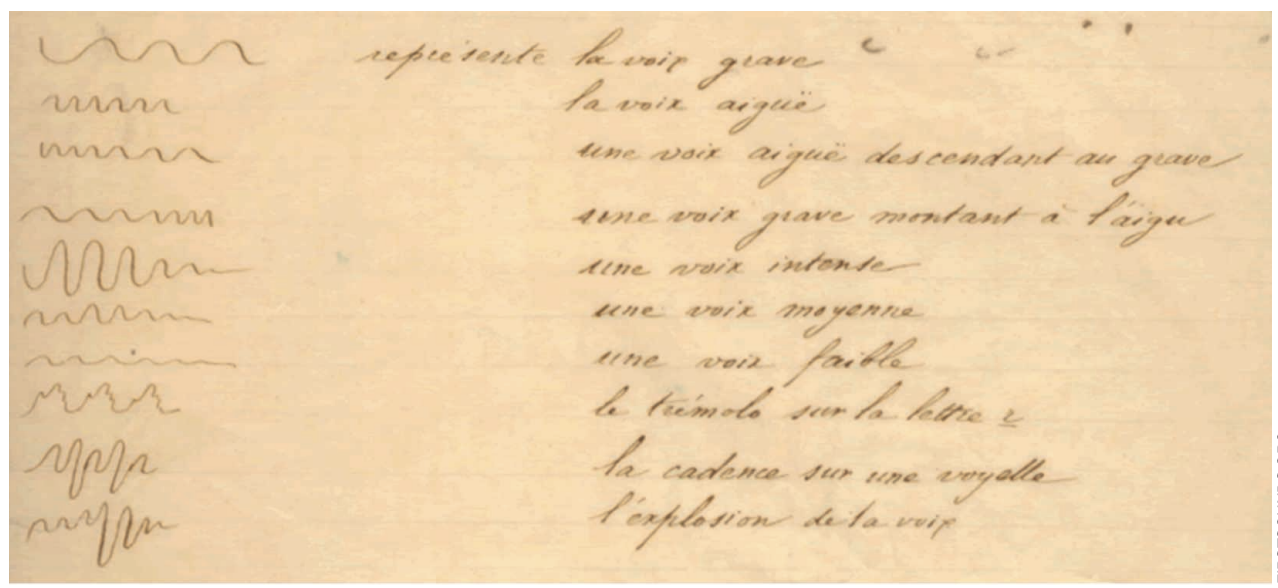 représente la voix grave
la voix aiguë
une voix aiguë descendant au grave
une voix grave montant à l'äigu
une voix intense
une voix moyenne
une voix faible
le trémolo sur la lettre r
la cadence sur une voyelle
l'explosion de la voix